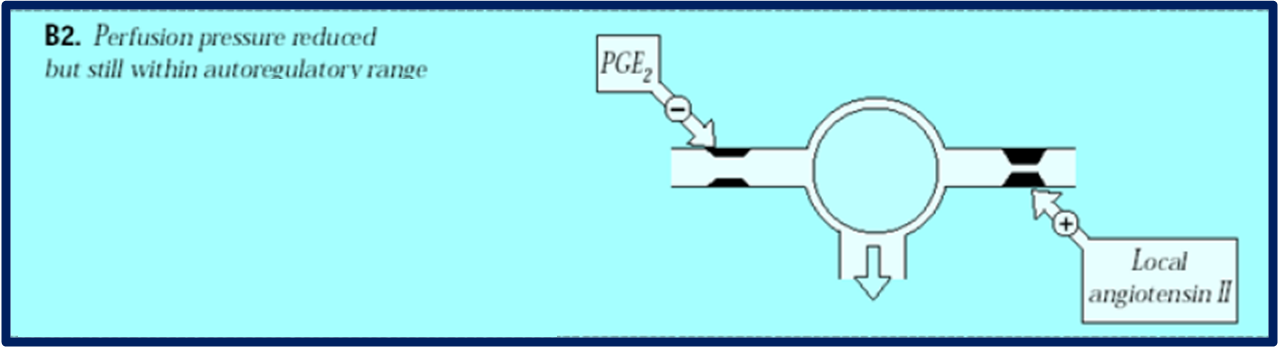 B2. Perfusion pressure reduced
but still within autoregulatory range
PGE2
−
+
Local
angiotensin II